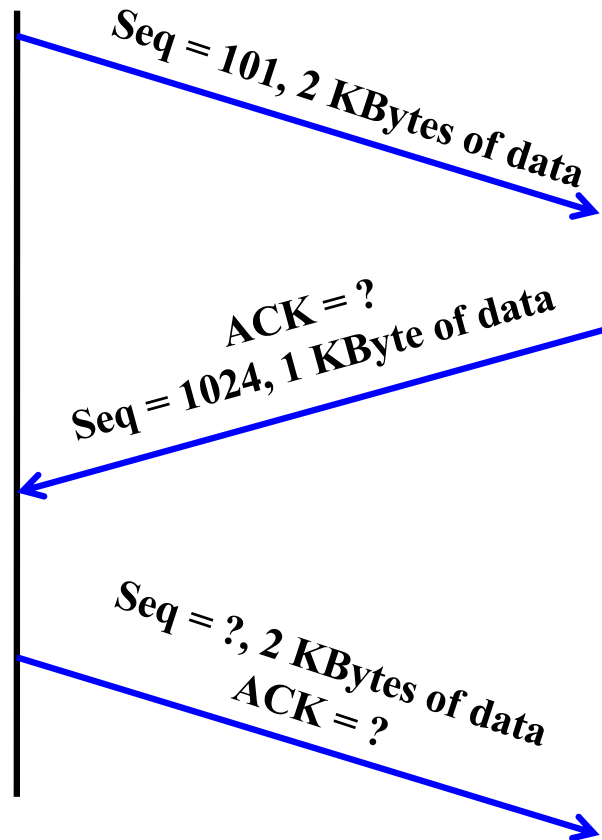 Seq = 101, 2 KBytes of data
ACK = ?
Seq = 1024, 1 KByte of data
Seq = ?, 2 KBytes of data
ACK = ?